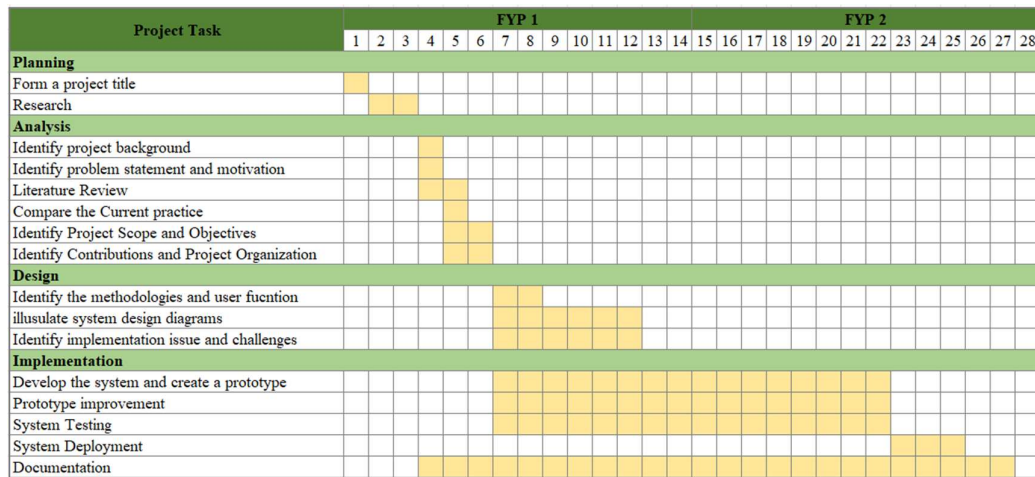 Project Task FYP 1 FYP 2
1 2 3 4 5 6 7 8 9 10 11 12 13 14 15 16 17 18 19 20 21 22 23 24 25 26 27 28
Planning
Form a project title
Research
Analysis
Identify project background
Identify problem statement and motivation
Literature Review
Compare the Current practice
Identify Project Scope and Objectives
Identify Contributions and Project Organization
Design
Identify the methodologies and user fucntion
illusulate system design diagrams
Identify implementation issue and challenges
Implementation
Develop the system and create a prototype
Prototype improvement
System Testing
System Deployment
Documentation